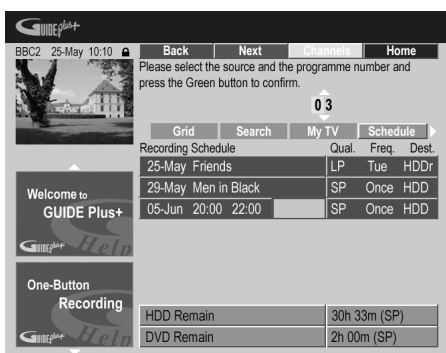 GUIDE Plus+
BBC2 25-May 10:10
Back Next Channels Home
Please select the source and the programme number and
press the Green button to confirm.
0 3
Grid Search My TV Schedule
Recording Schedule Qual. Freq. Dest.
25-May Friends LP Tue HDDr
29-May Men in Black SP Once HDD
05-Jun 20:00 22:00 SP Once HDD
Welcome to
GUIDE Plus+
GUIDE Plus+ Help
One-Button
Recording
GUIDE Plus+ Help
HDD Remain 30h 33m (SP)
DVD Remain 2h 00m (SP)